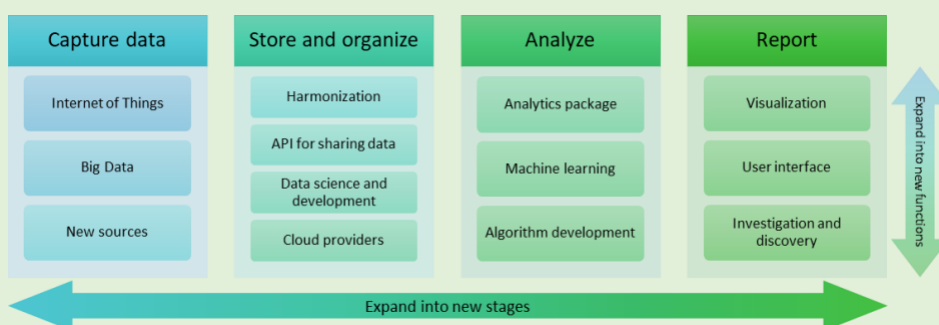 Capture data
Internet of Things
Big Data
New sources
Store and organize
Harmonization
API for sharing data
Data science and
development
Cloud providers
Analyze
Analytics package
Machine learning
Algorithm development
Report
Visualization
User interface
Investigation and
discovery
Expand into new functions
Expand into new stages